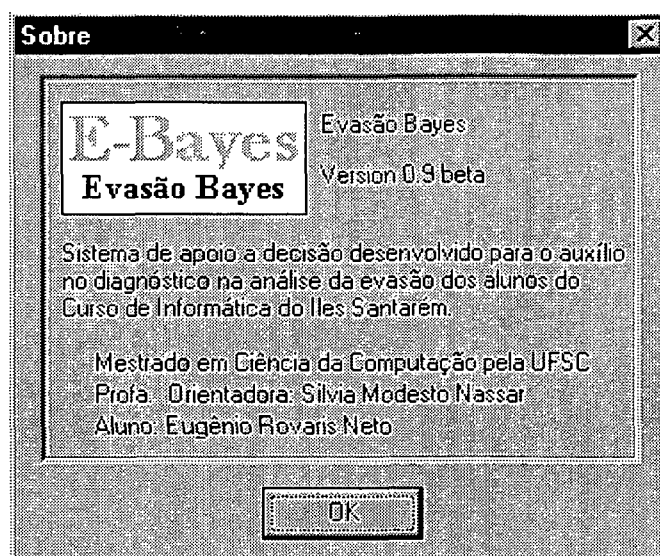 Sobre
E-Bayes
Evasão Bayes
Evasão Bayes
Version 0.9 beta
Sistema de apoio a decisão desenvolvido para o auxílio
no diagnóstico na análise da evasão dos alunos do
Curso de Informática do Iles Santarém.
Mestrado em Ciência da Computação pela UFSC
Profa. Orientadora: Silvia Modesto Nassar
Aluno: Eugênio Rovaris Neto
OK